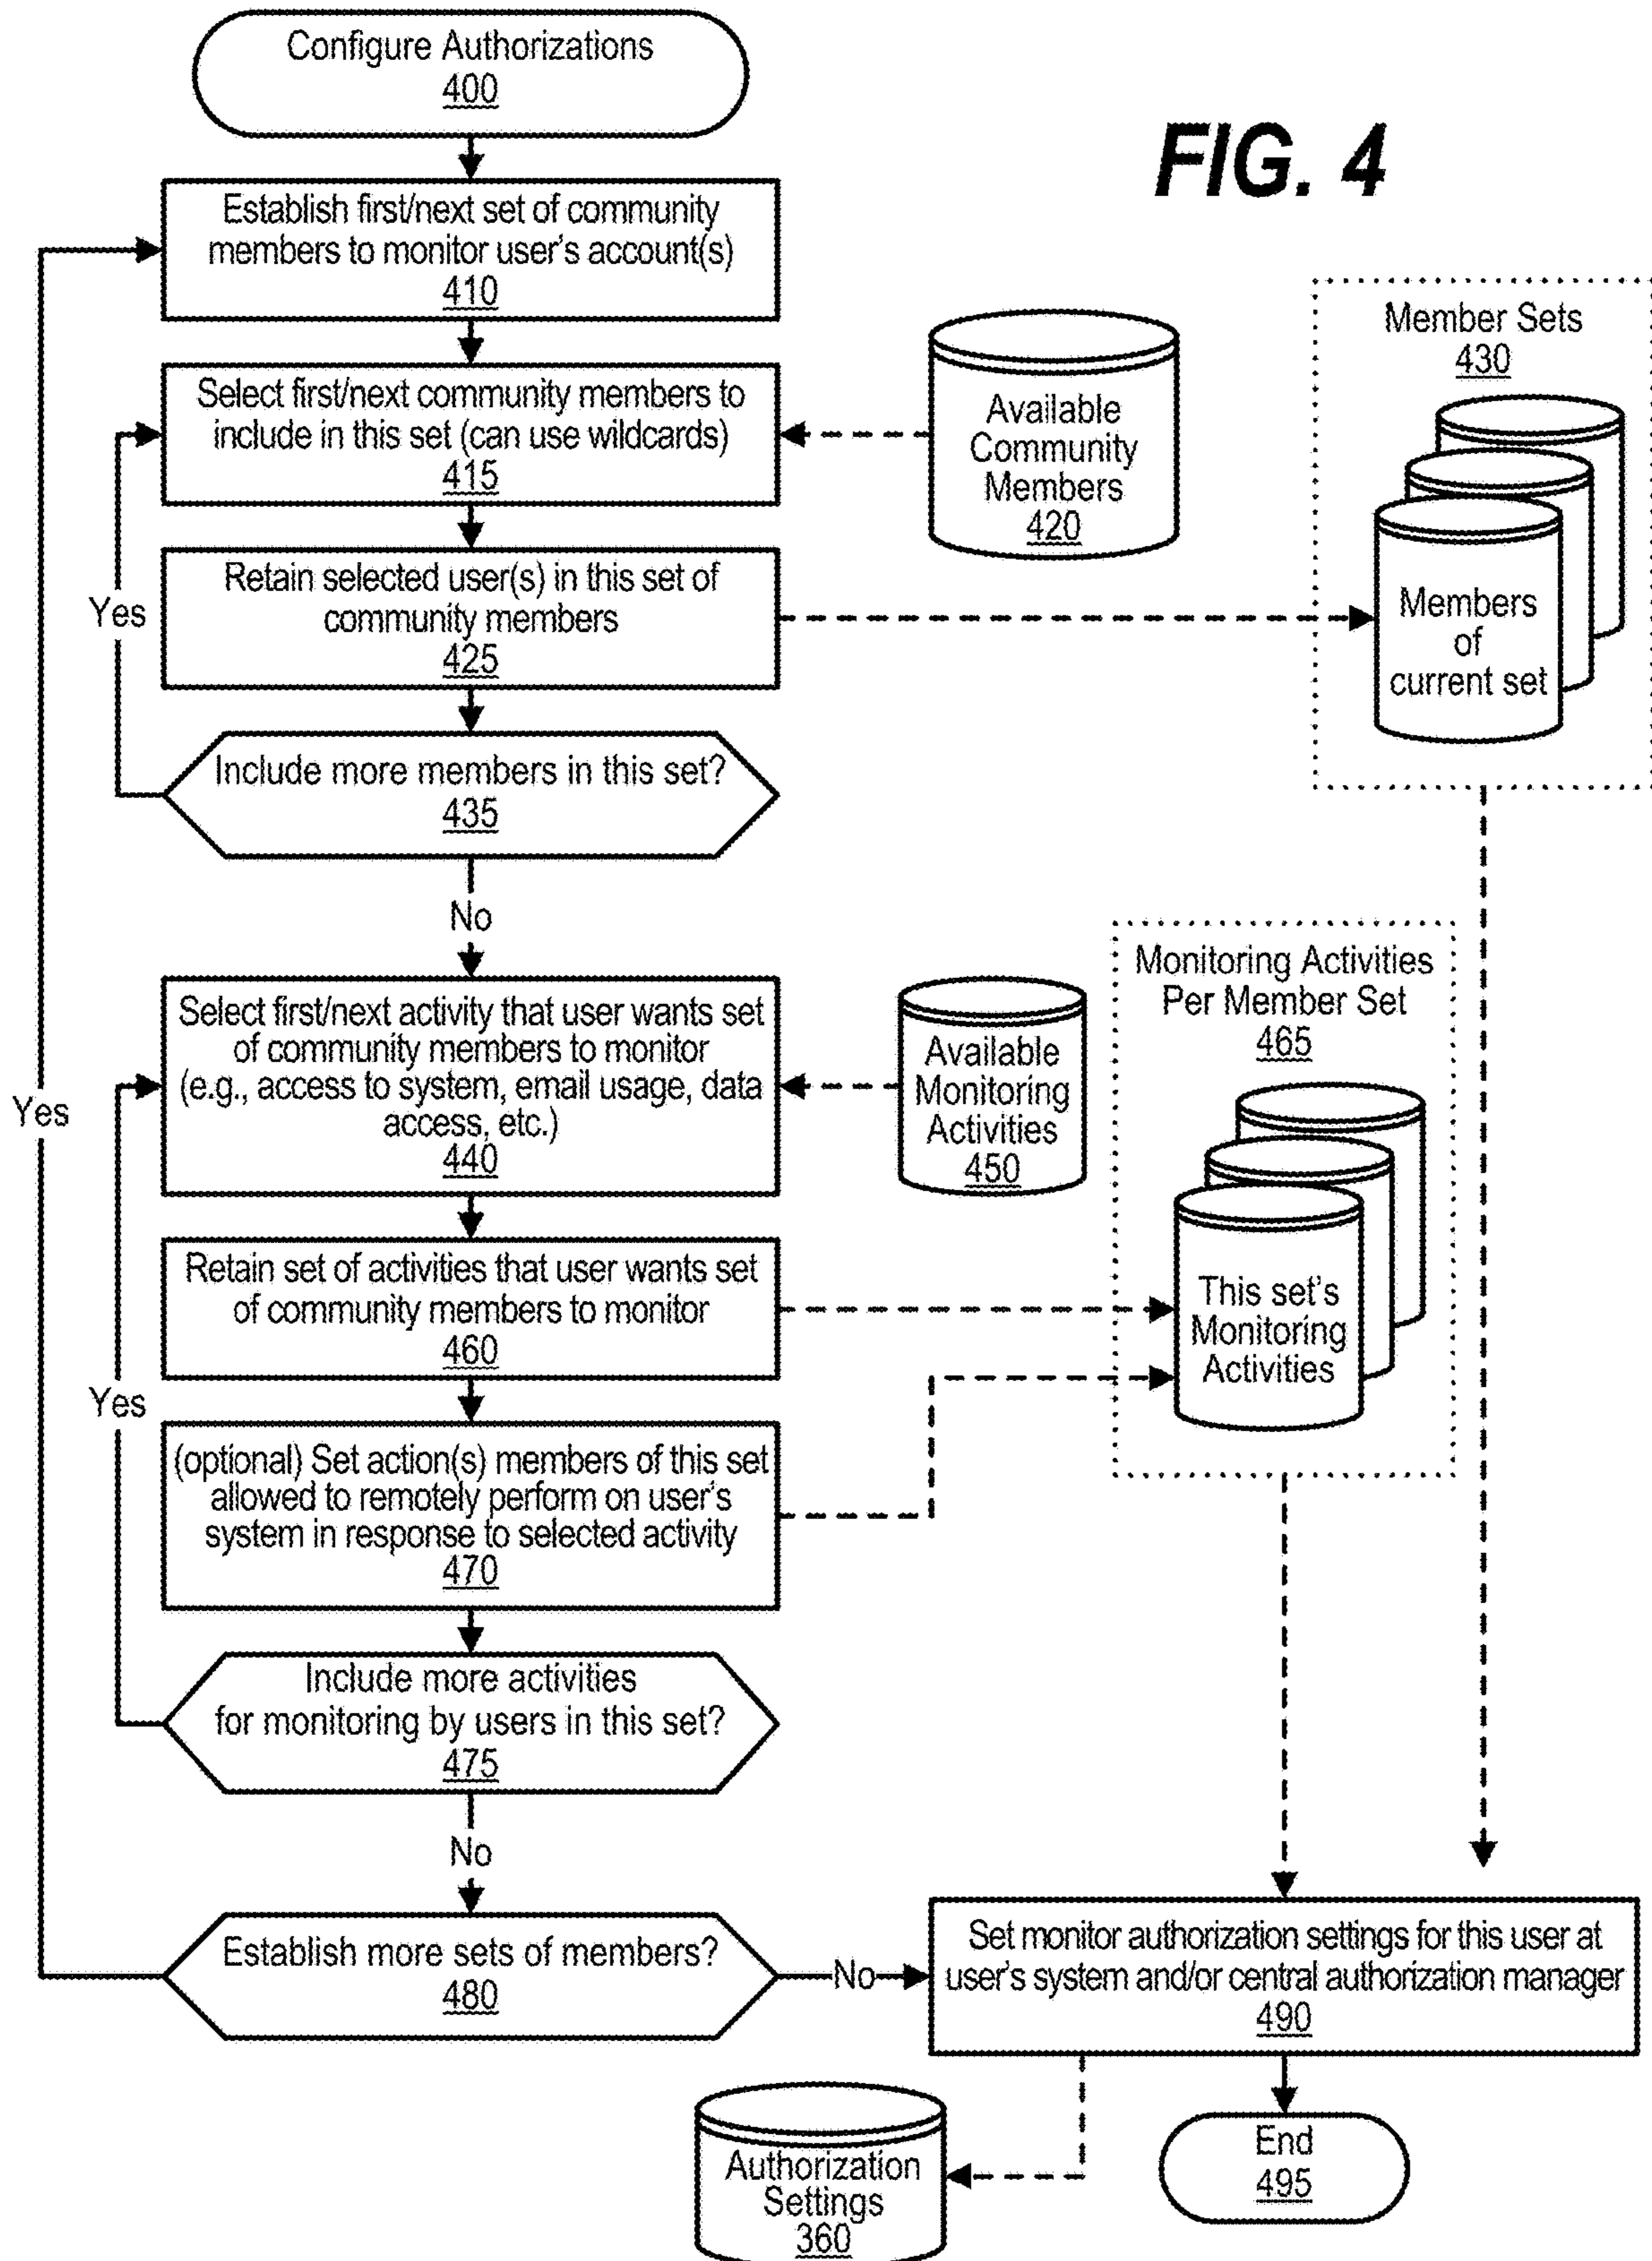 Configure Authorizations
400
FIG. 4
Establish first/next set of community
members to monitor user's account(s)
410
Select first/next community members to
include in this set (can use wildcards)
415
Available
Community
Members
420
Member Sets
430
Members
of
current set
Retain selected user(s) in this set of
community members
425
Yes
Include more members in this set?
435
No
Select first/next activity that user wants set
of community members to monitor
(e.g., access to system, email usage, data
access, etc.)
440
Available
Monitoring
Activities
450
Monitoring Activities
Per Member Set
465
This set's
Monitoring
Activities
Yes
Retain set of activities that user wants set
of community members to monitor
460
Yes
(optional) Set action(s) members of this set
allowed to remotely perform on user's
system in response to selected activity
470
Include more activities
for monitoring by users in this set?
475
No
Establish more sets of members?
480
No
Set monitor authorization settings for this user at
user's system and/or central authorization manager
490
Authorization
Settings
360
End
495